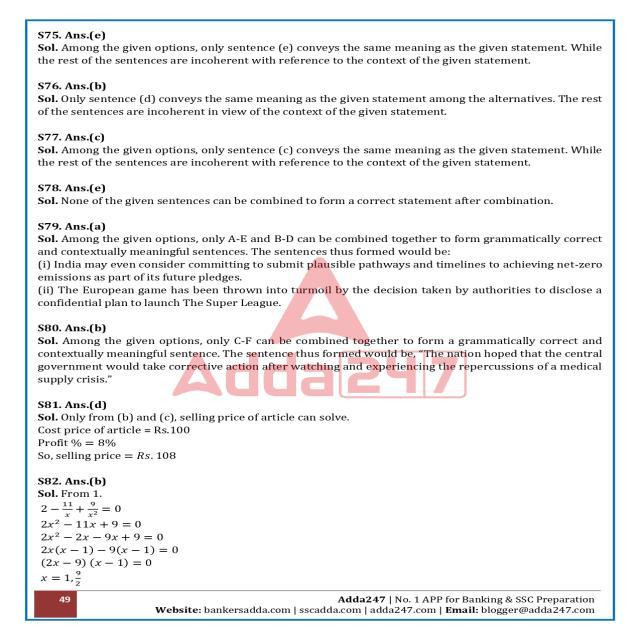 S75. Ans.(e)
Sol. Among the given options, only sentence (e) conveys the same meaning as the given statement. While
the rest of the sentences are incoherent with reference to the context of the given statement.
S76. Ans.(b)
Sol. Only sentence (d) conveys the same meaning as the given statement among the alternatives. The rest
of the sentences are incoherent in view of the context of the given statement.
S77. Ans.(c)
Sol. Among the given options, only sentence (c) conveys the same meaning as the given statement. While
the rest of the sentences are incoherent with reference to the context of the given statement.
S78. Ans.(e)
Sol. None of the given sentences can be combined to form a correct statement after combination.
S79. Ans.(a)
Sol. Among the given options, only A-E and B-D can be combined together to form grammatically correct
and contextually meaningful sentences. The sentences thus formed would be:
(i) India may even consider committing to submit plausible pathways and timelines to achieving net-zero
emissions as part of its future pledges.
(ii) The European game has been thrown into turmoil by the decision taken by authorities to disclose a
confidential plan to launch The Super League.
S80. Ans.(b)
Sol. Among the given options, only C-F can be combined together to form a grammatically correct and
contextually meaningful sentence. The sentence thus formed would be, “The nation hoped that the central
government would take corrective action after watching and experiencing the repercussions of a medical
supply crisis.”
Adda247
S81. Ans.(d)
Sol. Only from (b) and (c), selling price of article can solve.
Cost price of article = Rs.100
Profit % = 8%
So, selling price = Rs. 108
S82. Ans.(b)
Sol. From 1.
2 − 11/x + 9/x² = 0
2x² − 11x + 9 = 0
2x² − 2x − 9x + 9 = 0
2x(x − 1) − 9(x − 1) = 0
(2x − 9) (x − 1) = 0
x = 1, 9/2
49
Adda247 | No. 1 APP for Banking & SSC Preparation
Website: bankersadda.com | sscadda.com | adda247.com | Email: blogger@adda247.com